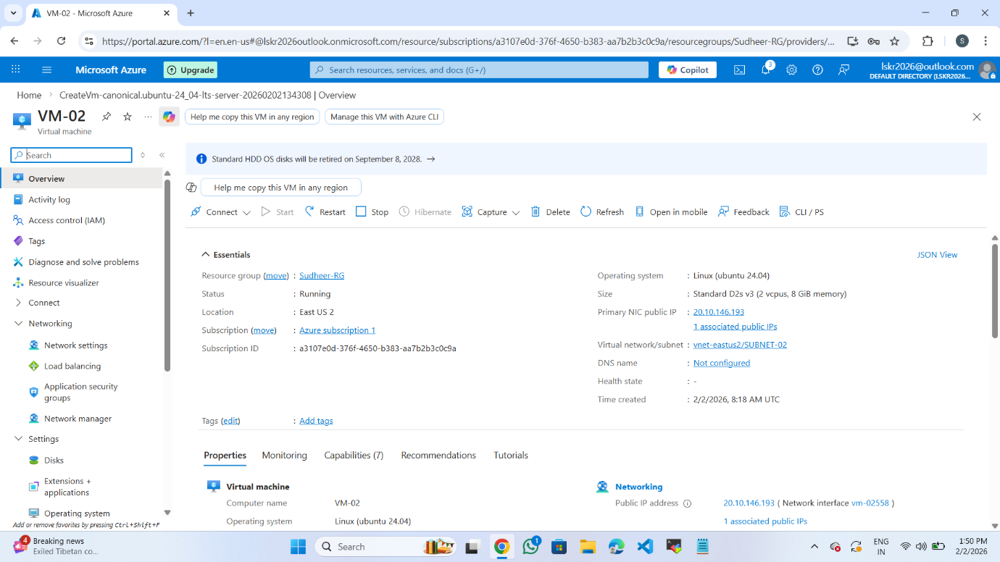 VM-02 - Microsoft Azure
https://portal.azure.com/?l=en.en-us#@lskr2026outlook.onmicrosoft.com/resource/subscriptions/a3107e0d-376f-4650-b383-aa7b2b3c0c9a/resourcegroups/Sudheer-RG/providers/...
S
Microsoft Azure
Upgrade
Search resources, services, and docs (G+/)
Copilot
3
lskr2026@outlook.com
DEFAULT DIRECTORY (LSKR2026...
Home > CreateVm-canonical.ubuntu-24_04-lts-server-20260202134308 | Overview
VM-02
Virtual machine
Help me copy this VM in any region
Manage this VM with Azure CLI
Search
Overview
Activity log
Access control (IAM)
Tags
Diagnose and solve problems
Resource visualizer
Connect
Networking
Network settings
Load balancing
Application security
groups
Network manager
Settings
Disks
Extensions +
applications
Operating system
Add or remove favorites by pressing Ctrl+Shift+F
Standard HDD OS disks will be retired on September 8, 2028. →
Help me copy this VM in any region
Connect Start Restart Stop Hibernate Capture Delete Refresh Open in mobile Feedback CLI / PS
Essentials
JSON View
Resource group (move) : Sudheer-RG
Status : Running
Location : East US 2
Subscription (move) : Azure subscription 1
Subscription ID : a3107e0d-376f-4650-b383-aa7b2b3c0c9a
Operating system : Linux (ubuntu 24.04)
Size : Standard D2s v3 (2 vcpus, 8 GiB memory)
Primary NIC public IP : 20.10.146.193
1 associated public IPs
Virtual network/subnet : vnet-eastus2/SUBNET-02
DNS name : Not configured
Health state : -
Time created : 2/2/2026, 8:18 AM UTC
Tags (edit) : Add tags
Properties Monitoring Capabilities (7) Recommendations Tutorials
Virtual machine
Computer name VM-02
Operating system Linux (ubuntu 24.04)
Networking
Public IP address 20.10.146.193 ( Network interface vm-02558 )
1 associated public IPs
4
Breaking news
Exiled Tibetan co...
Search
1
ENG
IN
1:50 PM
2/2/2026